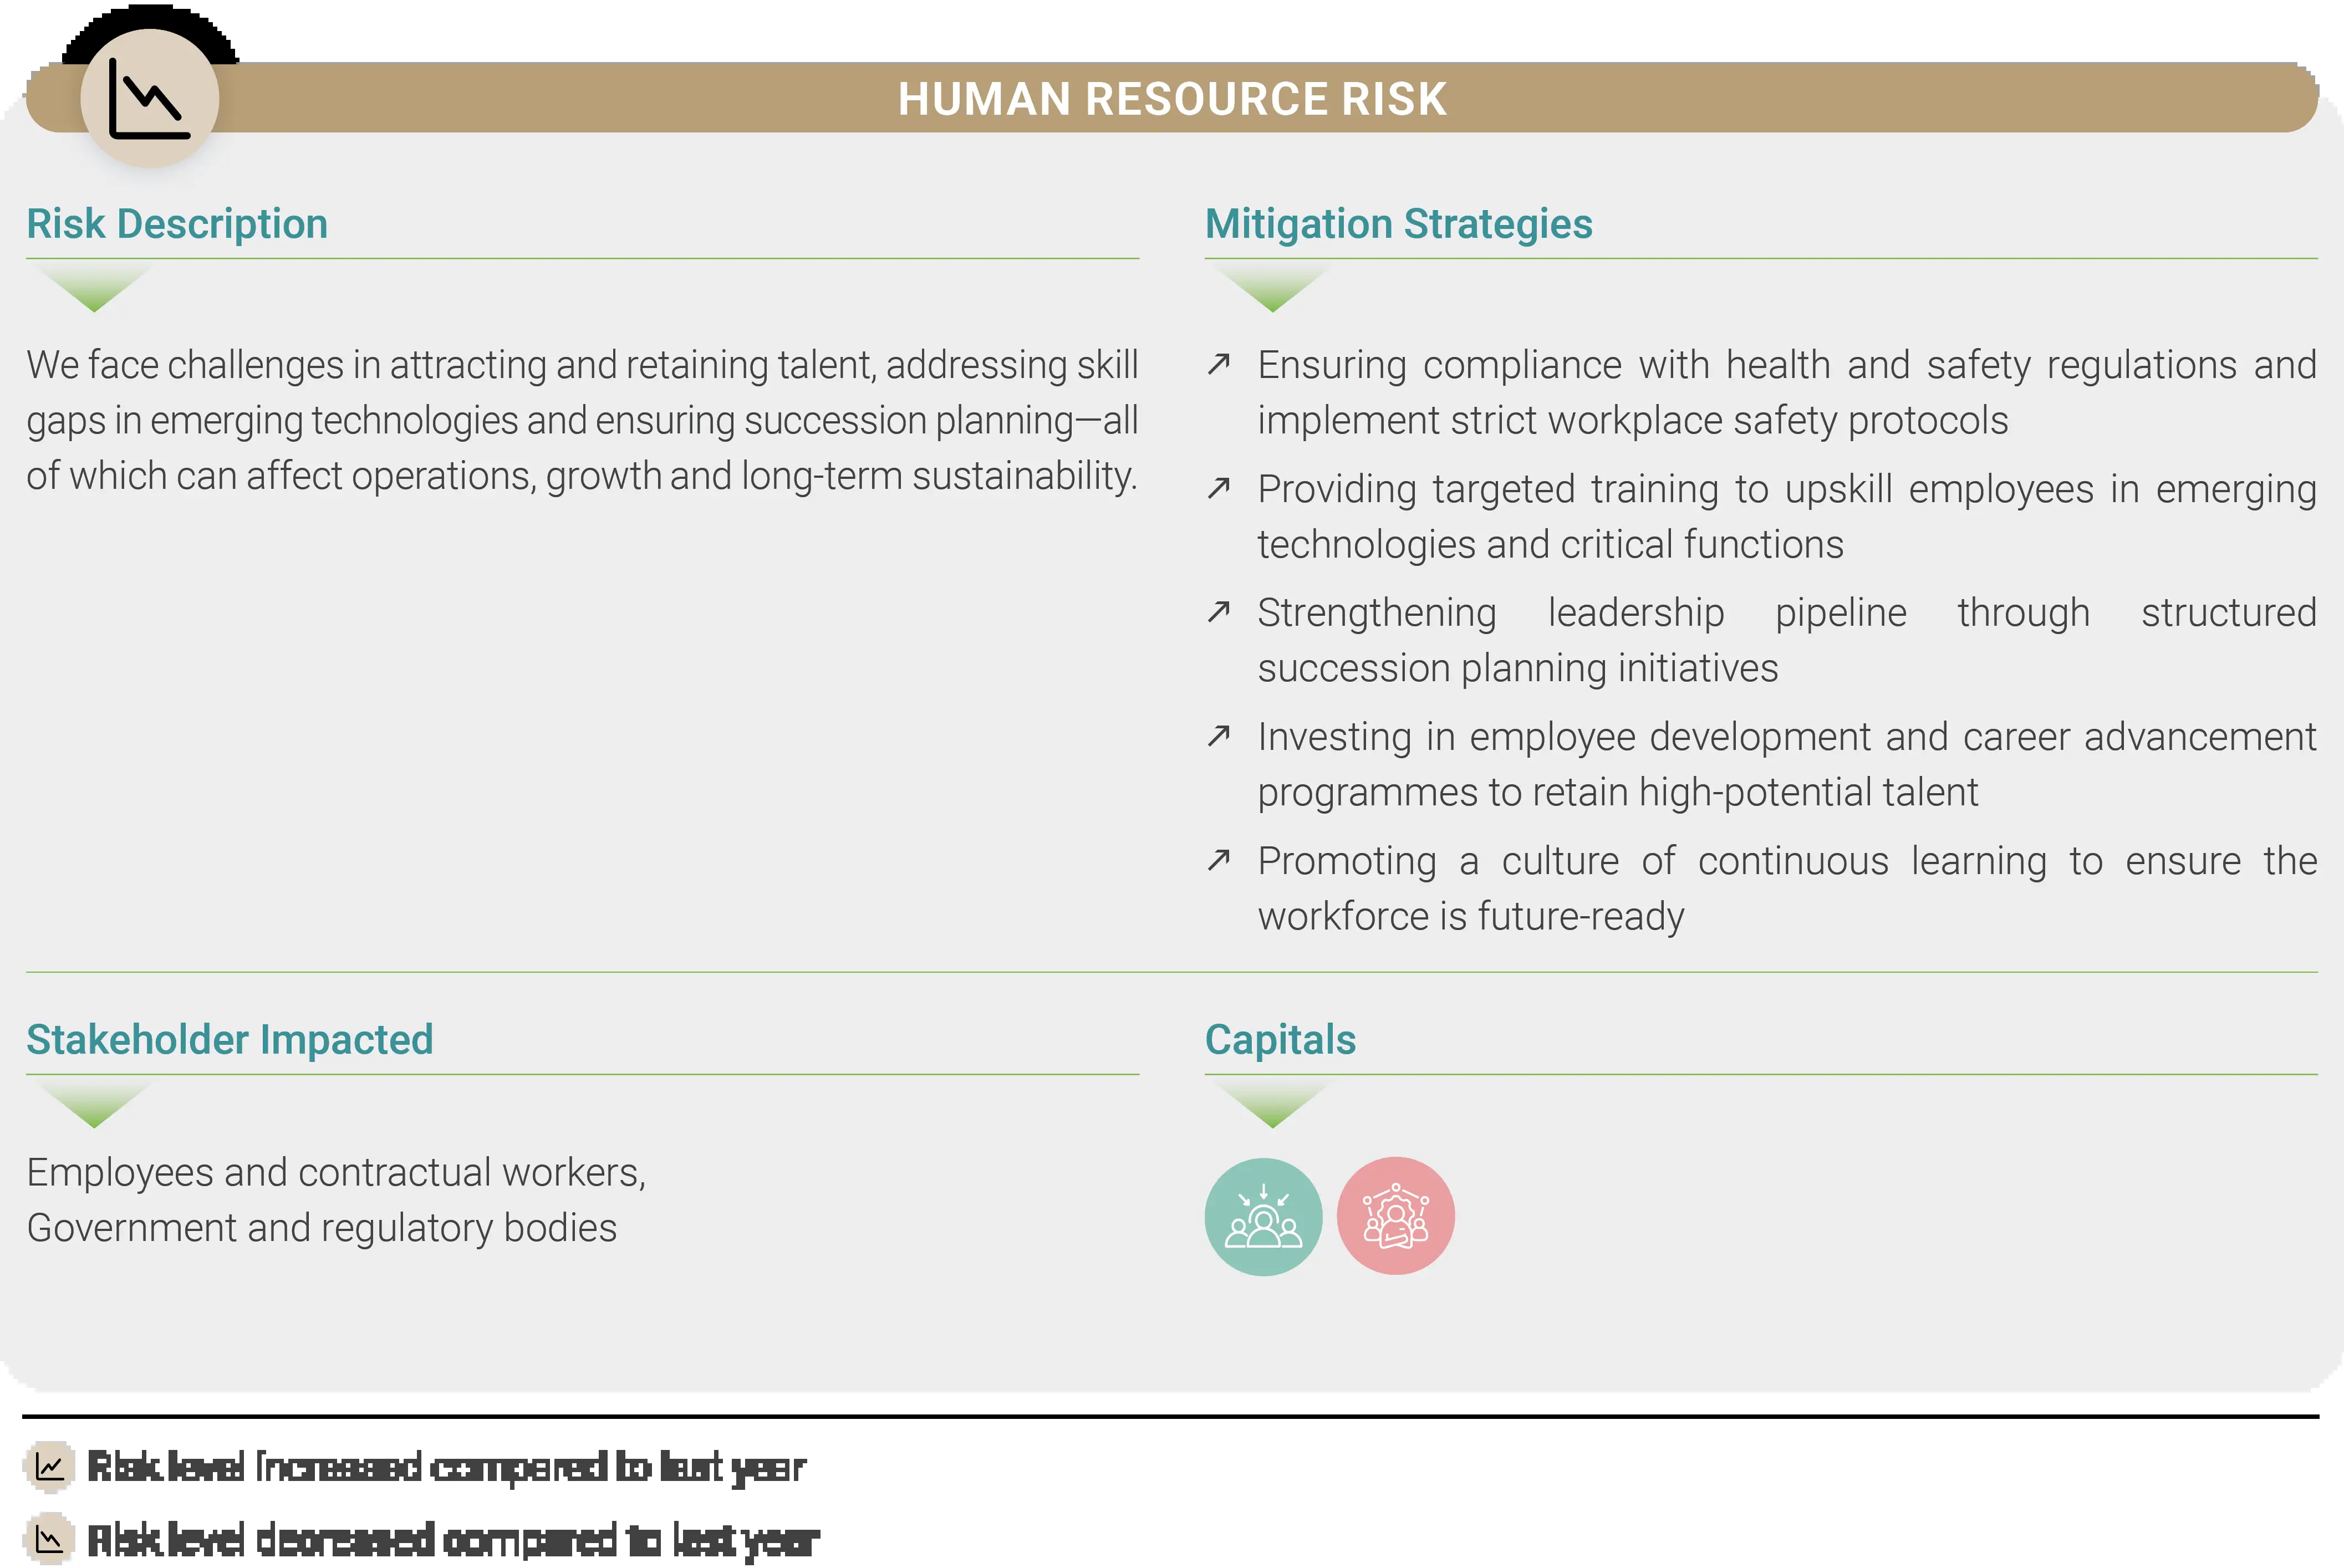 HUMAN RESOURCE RISK
Risk Description
We face challenges in attracting and retaining talent, addressing skill
gaps in emerging technologies and ensuring succession planning—all
of which can affect operations, growth and long-term sustainability.
Mitigation Strategies
Ensuring compliance with health and safety regulations and
implement strict workplace safety protocols
Providing targeted training to upskill employees in emerging
technologies and critical functions
Strengthening leadership pipeline through structured
succession planning initiatives
Investing in employee development and career advancement
programmes to retain high-potential talent
Promoting a culture of continuous learning to ensure the
workforce is future-ready
Stakeholder Impacted
Employees and contractual workers,
Government and regulatory bodies
Capitals
Risk level increased compared to last year
Risk level decreased compared to last year